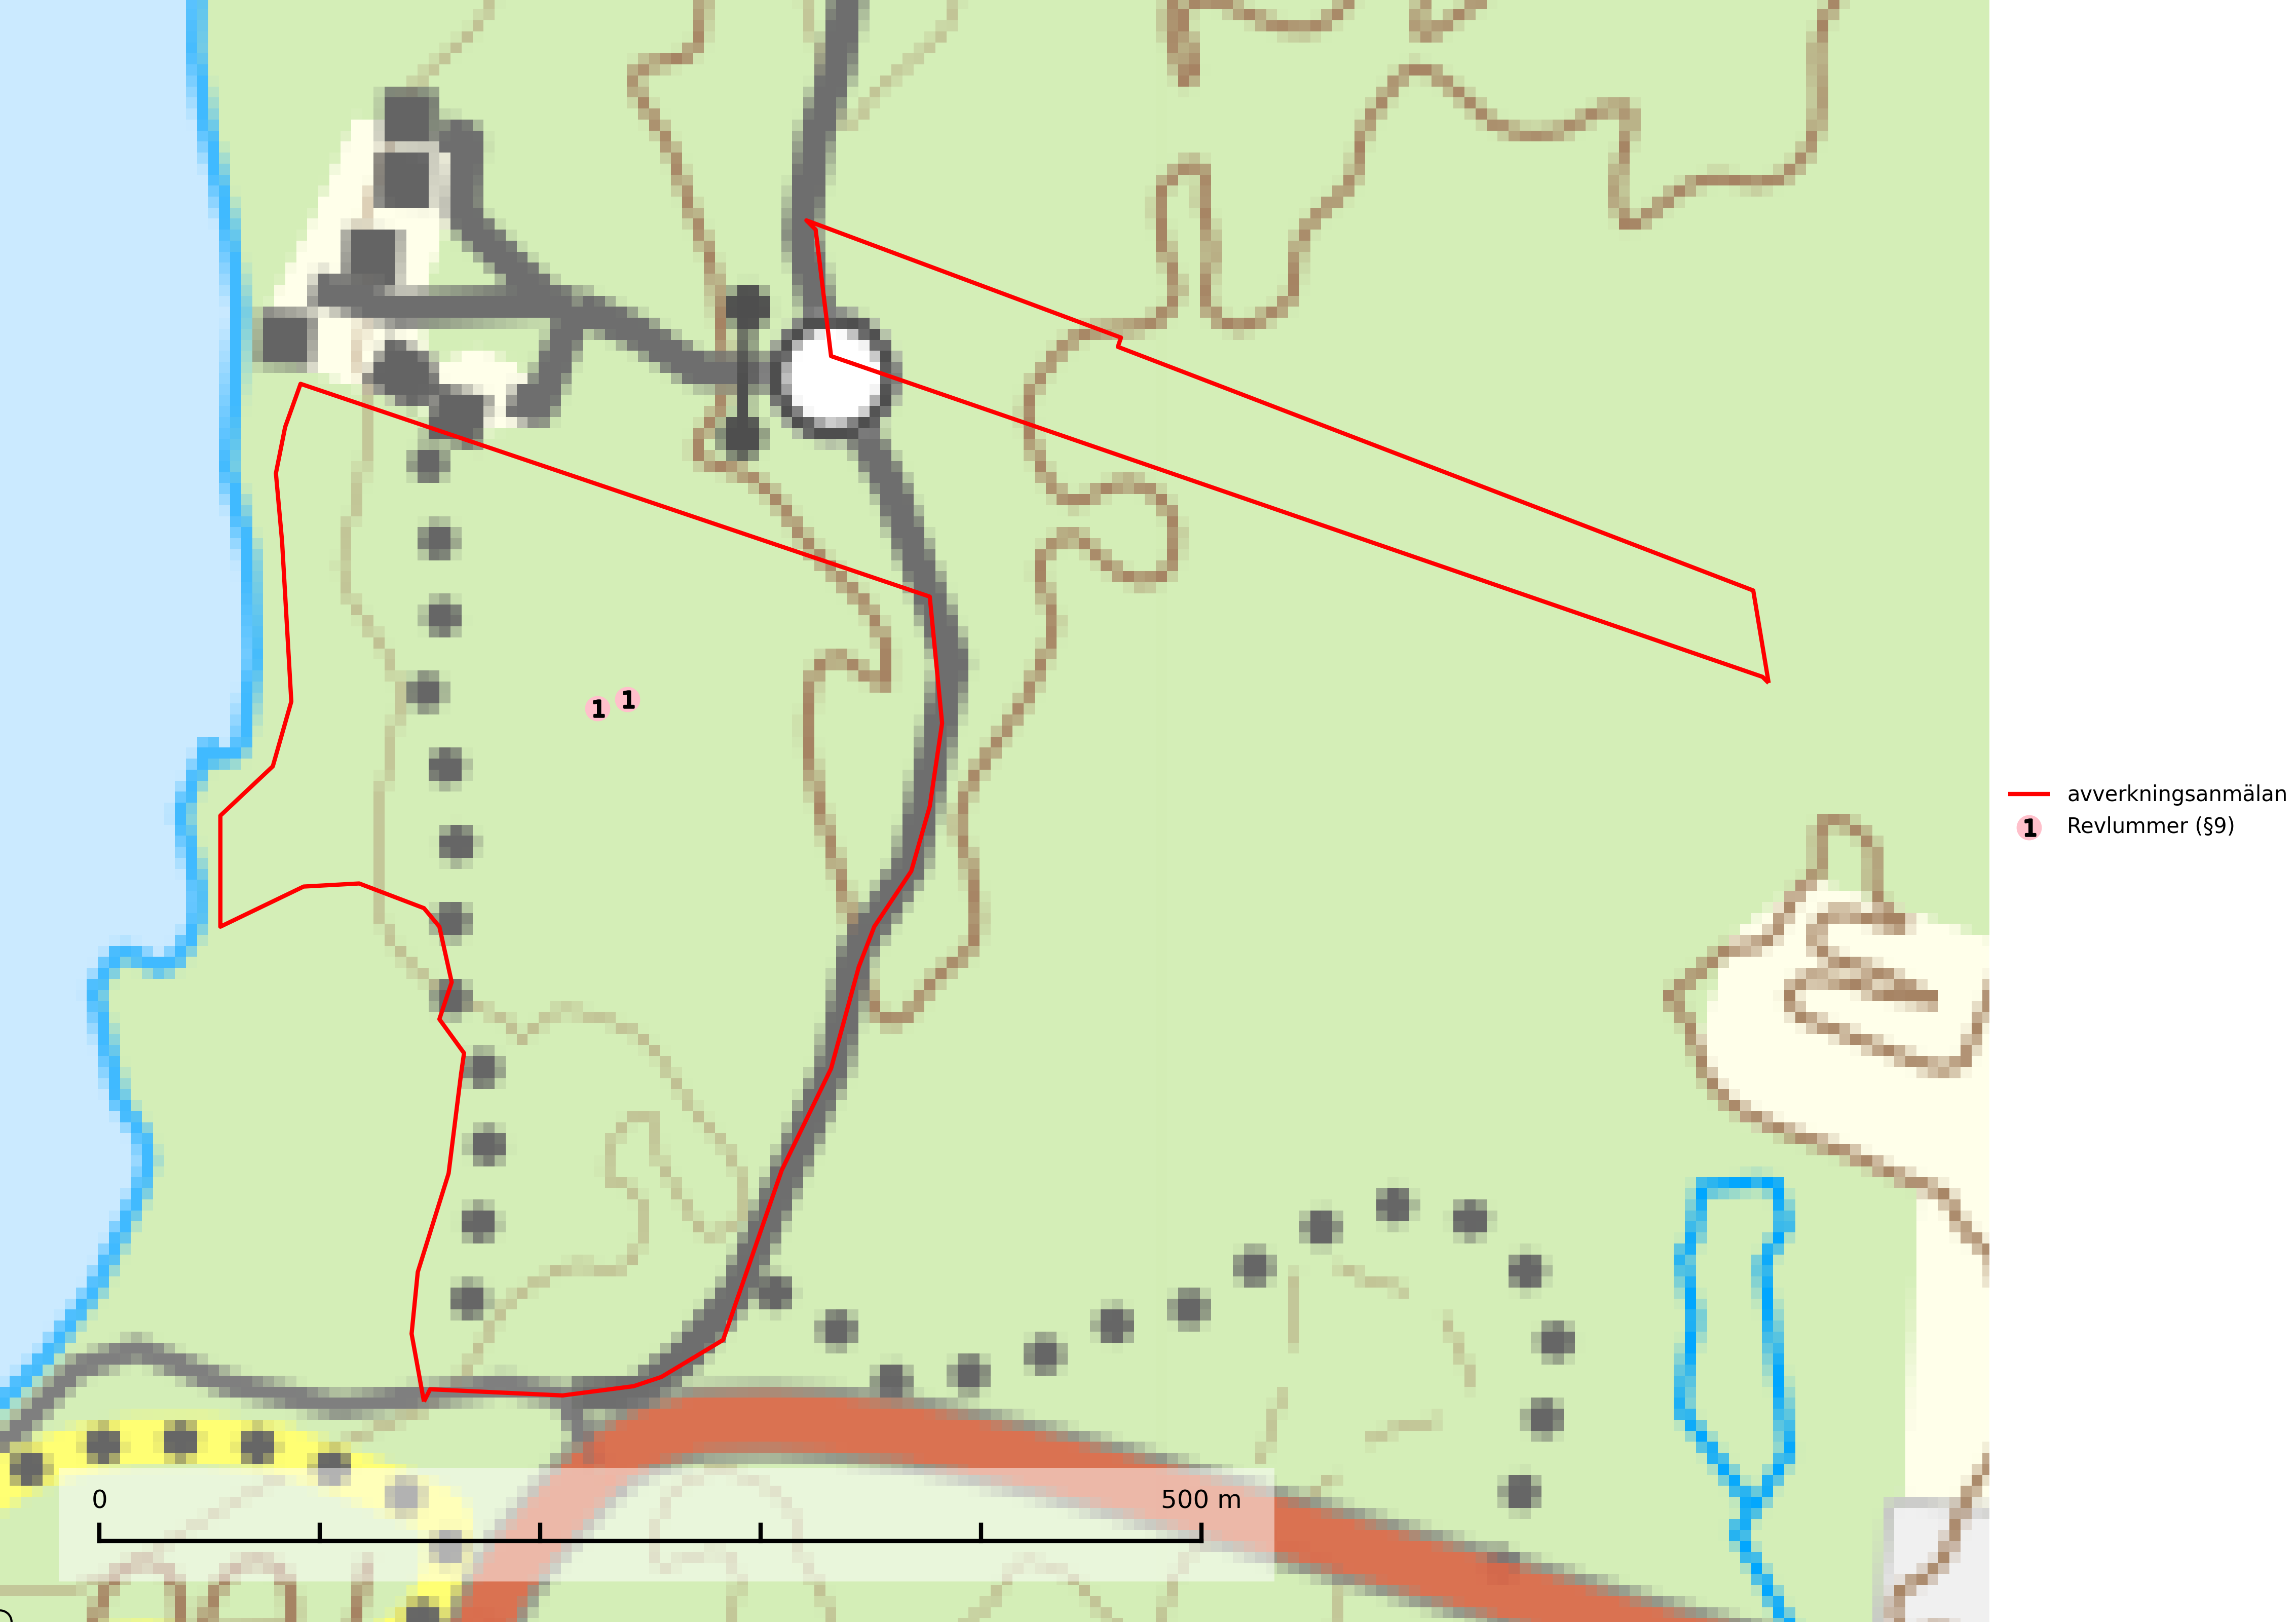 1 1
avverkningsanmälan
1 Revlummer (§9)
0 500 m